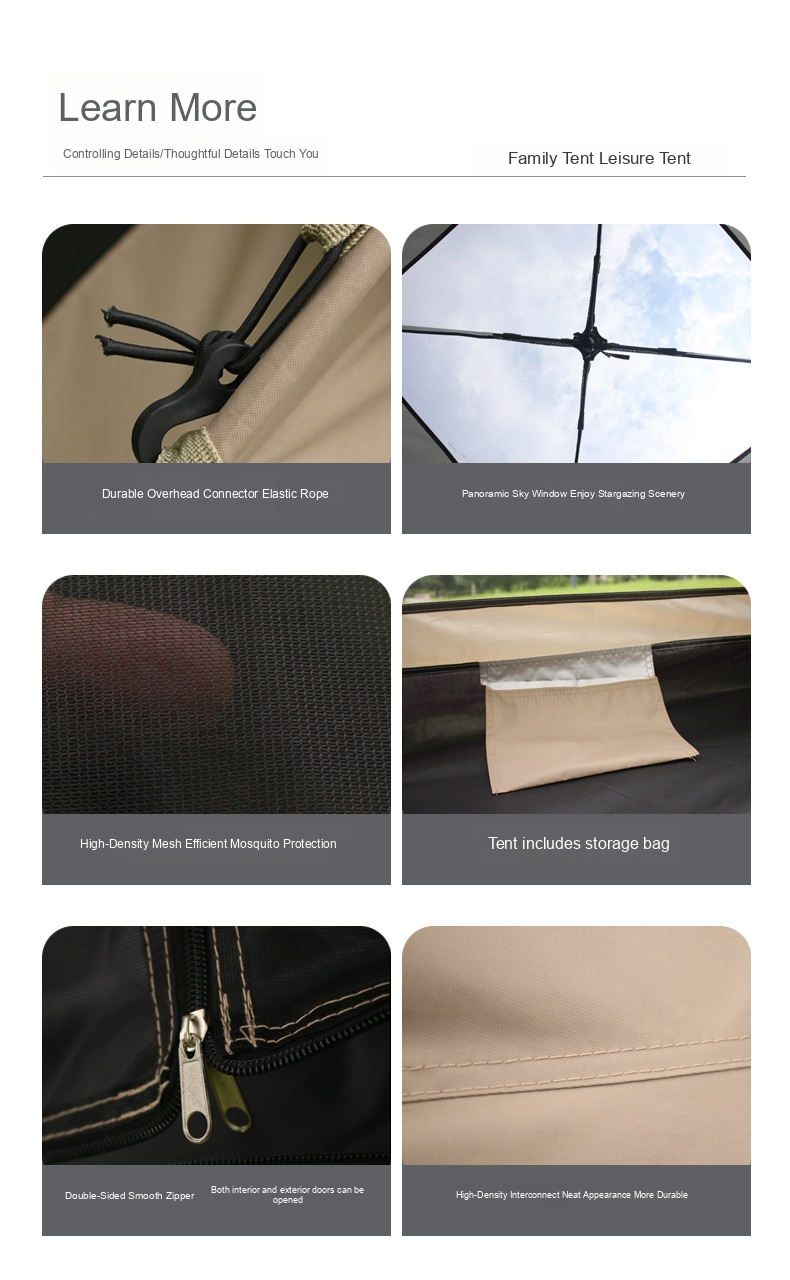 Learn More
Controlling Details/Thoughtful Details Touch You
Family Tent Leisure Tent
Durable Overhead Connector Elastic Rope
Panoramic Sky Window Enjoy Stargazing Scenery
High-Density Mesh Efficient Mosquito Protection
Tent includes storage bag
Double-Sided Smooth Zipper
Both interior and exterior doors can be
opened
High-Density Interconnect Neat Appearance More Durable